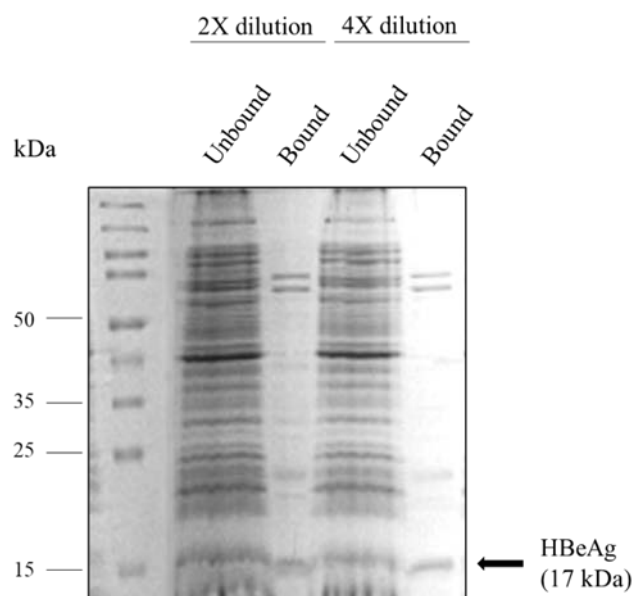 2X dilution 4X dilution
Unbound Bound Unbound Bound
kDa
50
35
25
15
HBeAg
(17 kDa)